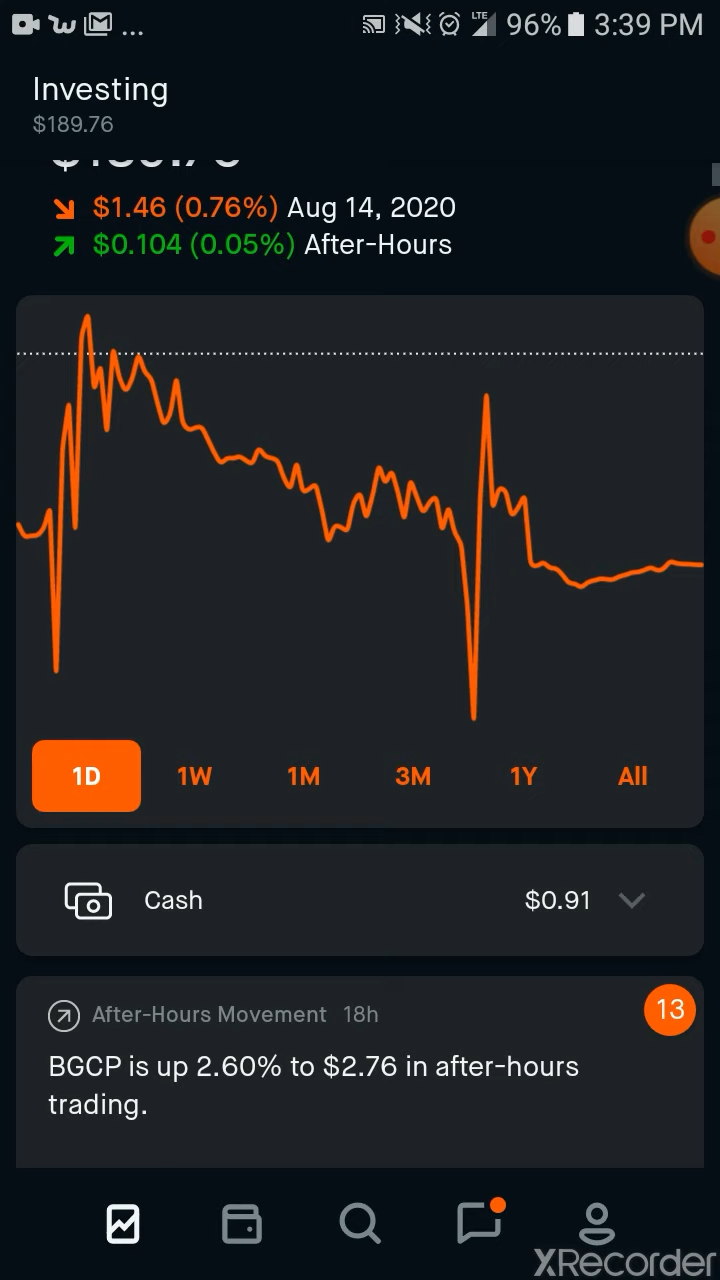 ... LTE 96% 3:39 PM
Investing
$189.76
$1.46 (0.76%) Aug 14, 2020
$0.104 (0.05%) After-Hours
1D 1W 1M 3M 1Y All
Cash $0.91
After-Hours Movement 18h 13
BGCP is up 2.60% to $2.76 in after-hours
trading.
XRecorder